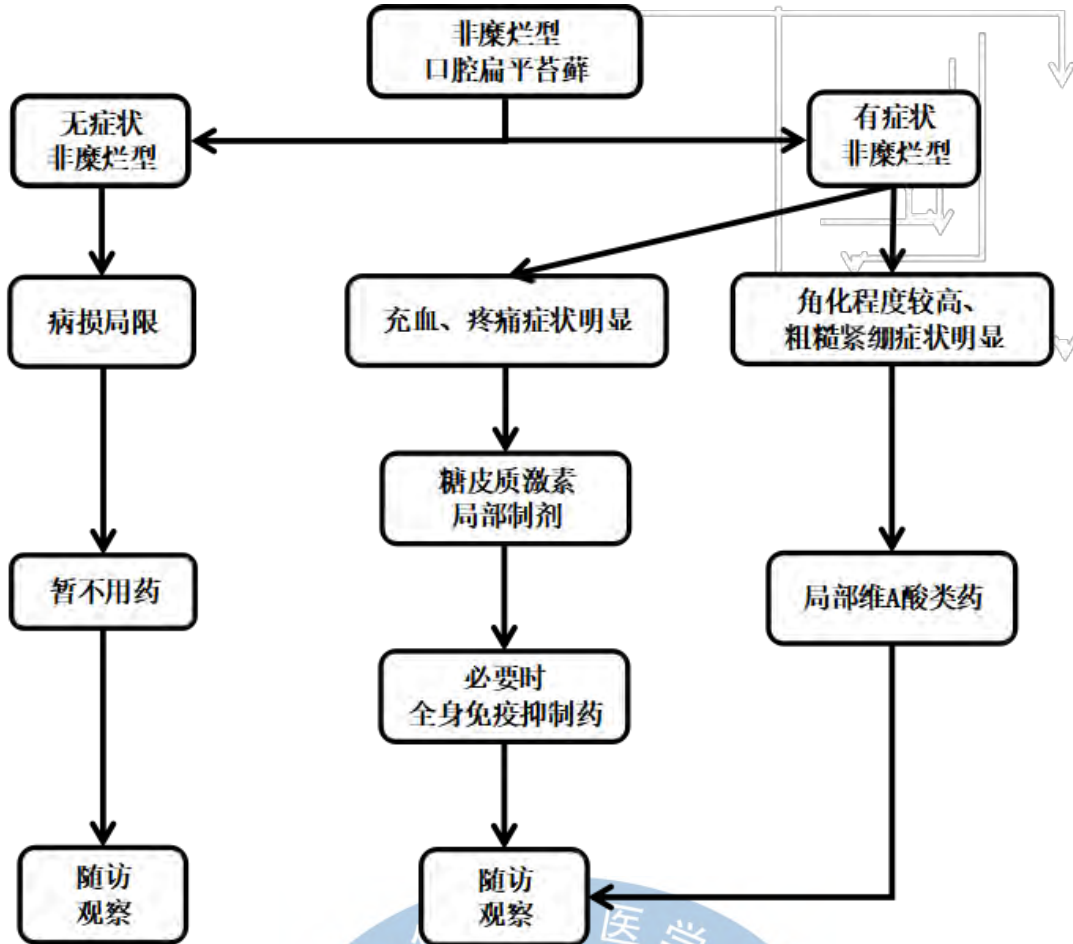 非糜烂型
口腔扁平苔藓
无症状
非糜烂型
有症状
非糜烂型
病损局限
充血、疼痛症状明显
角化程度较高、
粗糙紧绷症状明显
糖皮质激素
局部制剂
暂不用药
局部维A酸类药
必要时
全身免疫抑制药
随访
观察
随访
观察
医学